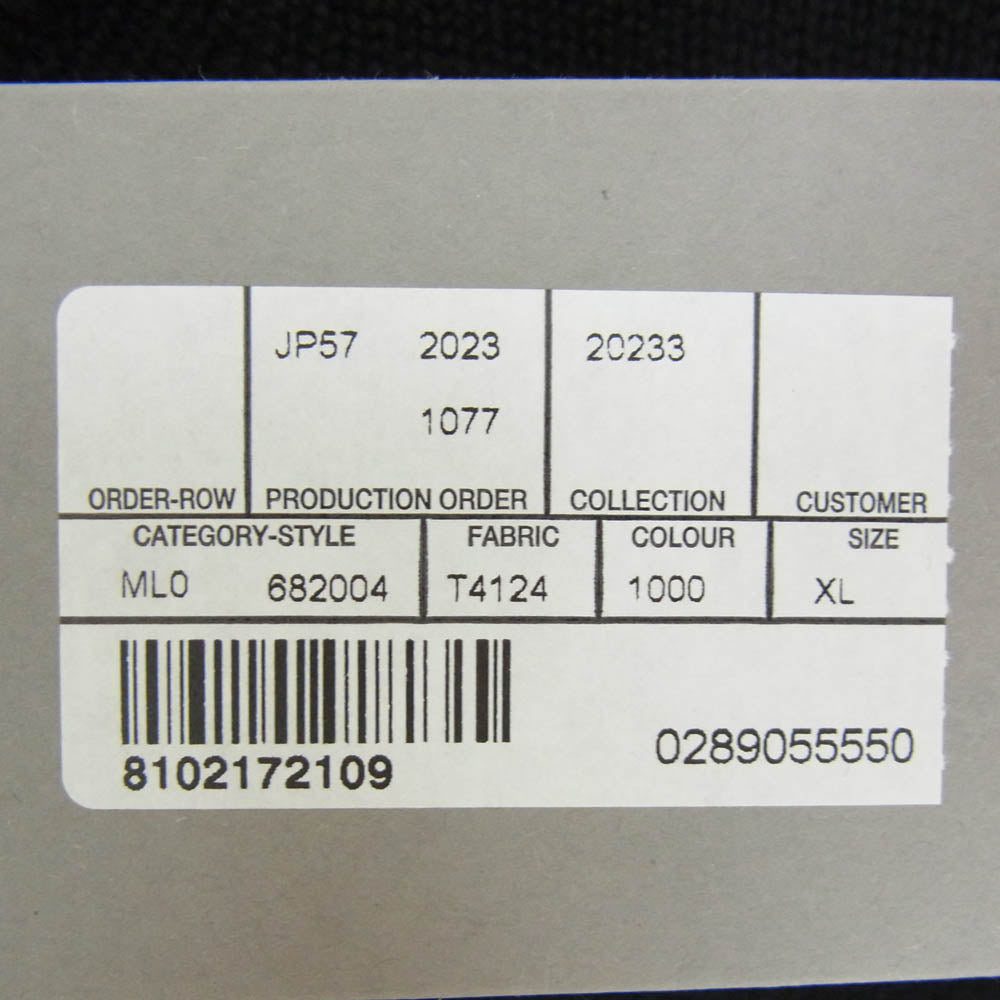 JP57 2023 20233
1077
ORDER-ROW PRODUCTION ORDER COLLECTION CUSTOMER
CATEGORY-STYLE FABRIC COLOUR SIZE
ML0 682004 T4124 1000 XL
8102172109 0289055550